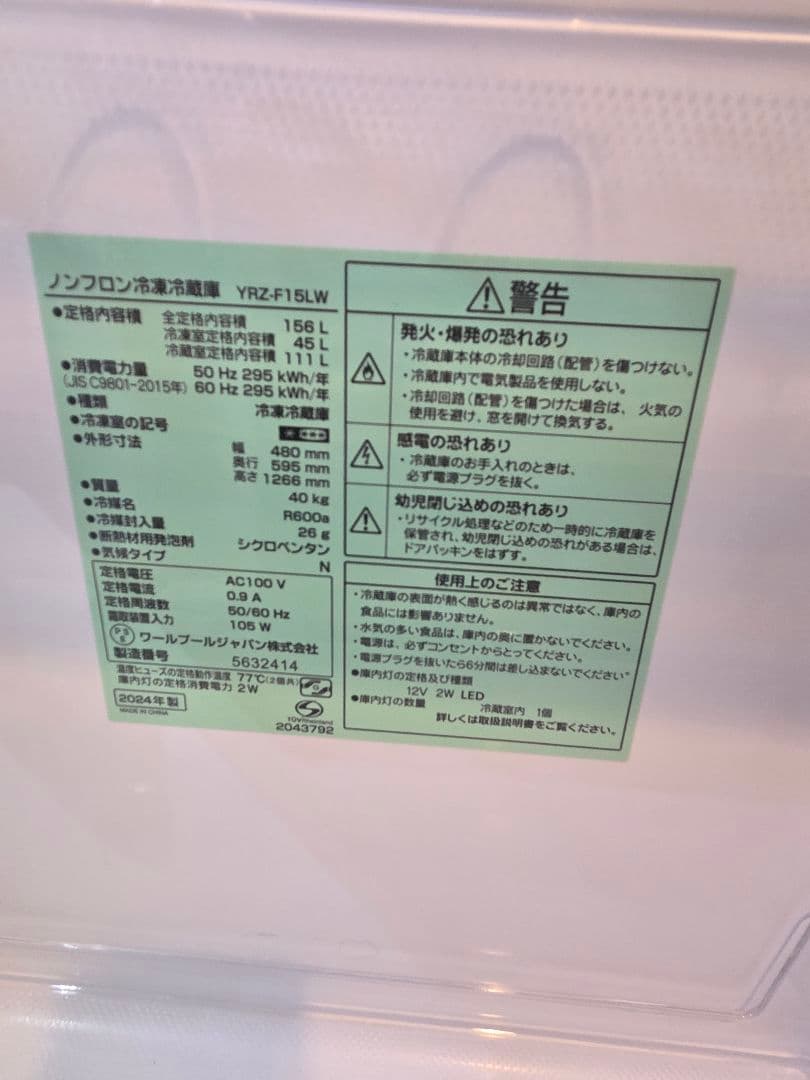 ノンフロン冷凍冷蔵庫 YRZ-F15LW
●定格内容積 全定格内容積 156 L
冷凍室定格内容積 45 L
冷蔵室定格内容積 111 L
●消費電力量 50 Hz 295 kWh/年
(JIS C9801-2015年) 60 Hz 295 kWh/年
●種類 冷凍冷蔵庫
●冷凍室の記号
●外形寸法 幅 480 mm
奥行 595 mm
高さ 1266 mm
●質量 40 kg
●冷媒名 R600a
●冷媒封入量 26 g
●断熱材用発泡剤 シクロペンタン
●気候タイプ N
定格電圧 AC100 V
定格電流 0.9 A
定格周波数 50/60 Hz
霜取装置入力 105 W
PSE ワールプールジャパン株式会社
製造番号 5632414
温度ヒューズの定格動作温度 77℃(2個共)
庫内灯の定格消費電力 2W
2024年製
MADE IN CHINA
TÜVRheinland
2043792
警告
発火・爆発の恐れあり
・冷蔵庫本体の冷却回路(配管)を傷つけない。
・冷蔵庫内で電気製品を使用しない。
・冷却回路(配管)を傷つけた場合は、火気の
使用を避け、窓を開けて換気する。
感電の恐れあり
・冷蔵庫のお手入れのときは、
必ず電源プラグを抜く。
幼児閉じ込めの恐れあり
・リサイクル処理などのため一時的に冷蔵庫を
保管され、幼児閉じ込めの恐れがある場合は、
ドアパッキンをはずす。
使用上のご注意
・冷蔵庫の表面が熱く感じるのは異常ではなく、庫内の
食品には影響ありません。
・水気の多い食品は、庫内の奥に置かないでください。
・電源は、必ずコンセントからとってください。
・電源プラグを抜いたら6分間は差し込まないでください。
●庫内灯の定格及び種類
12V 2W LED
●庫内灯の数量 冷蔵室内 1個
詳しくは取扱説明書をご覧ください。